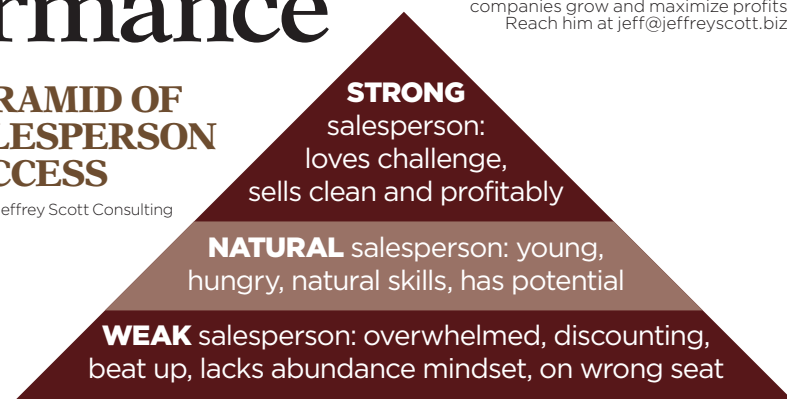 rmance
companies grow and maximize profits
Reach him at jeff@jeffreyscott.biz
RAMID OF
LESPERSON
CCESS
effrey Scott Consulting
STRONG
salesperson:
loves challenge,
sells clean and profitably
NATURAL salesperson: young,
hungry, natural skills, has potential
WEAK salesperson: overwhelmed, discounting,
beat up, lacks abundance mindset, on wrong seat